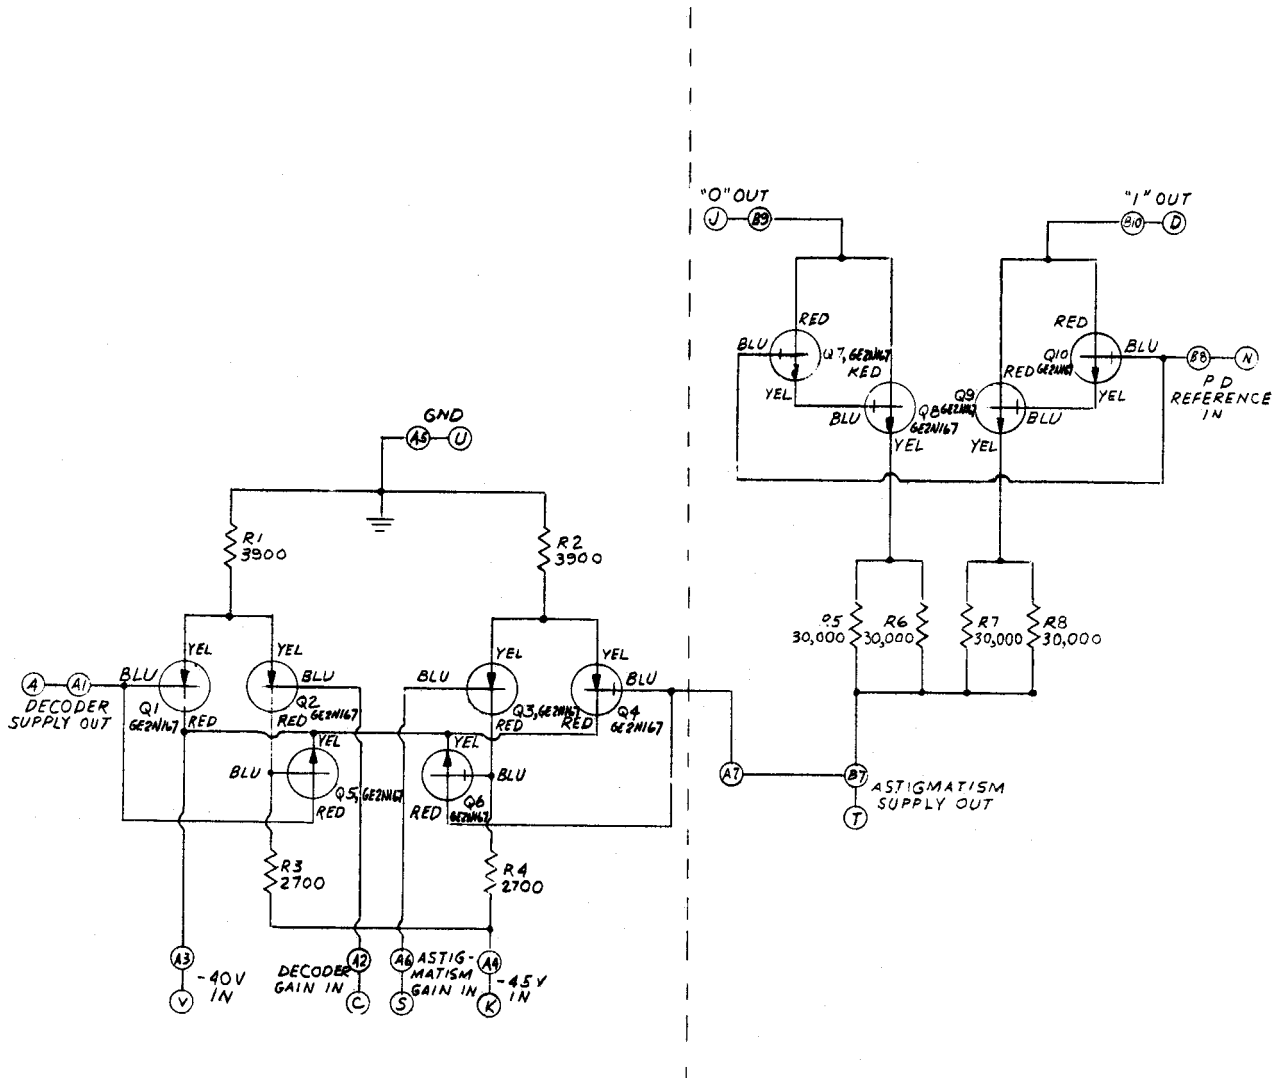 "O" OUT
J
B9
"1" OUT
B10
D
RED
BLU
Q7, GE2N167
YEL
RED
BLU
Q8
GE2N167
YEL
RED
Q10
GE2N167
BLU
B8
N
P D
REFERENCE
IN
YEL
RED
Q9
GE2N167
BLU
YEL
GND
A5
U
R1
3900
R2
3900
R5
30,000
R6
30,000
R7
30,000
R8
30,000
A
A1
DECODER
SUPPLY OUT
BLU
YEL
Q1
GE2N167
RED
YEL
BLU
Q2
GE2N167
RED
YEL
BLU
Q3, GE2N167
RED
YEL
BLU
Q4
GE2N167
RED
YEL
BLU
Q5, GE2N167
RED
YEL
BLU
Q6
GE2N167
RED
A7
B7
ASTIGMATISM
SUPPLY OUT
T
R3
2700
R4
2700
A3
-40V
IN
V
DECODER
GAIN IN
A2
C
A6
ASTIG-
MATISM
GAIN IN
S
A4
-45V
IN
K